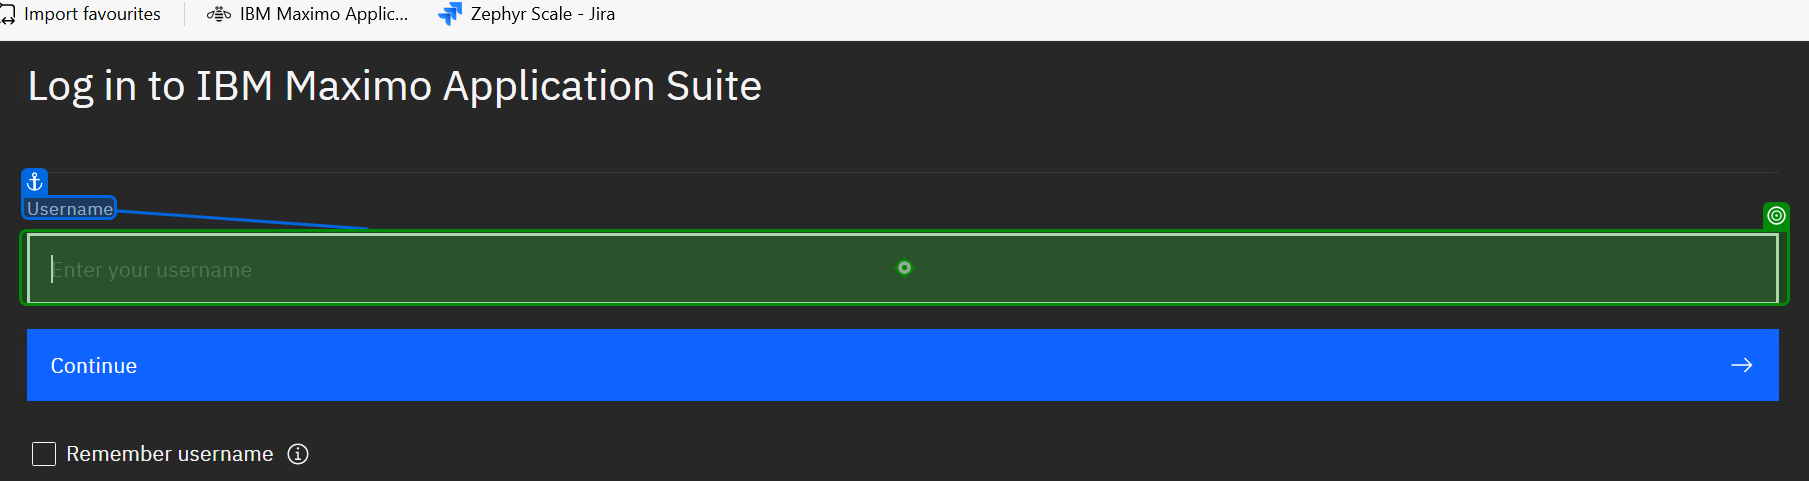 Import favourites
IBM Maximo Applic...
Zephyr Scale - Jira
Log in to IBM Maximo Application Suite
Username
Enter your username
Continue
Remember username